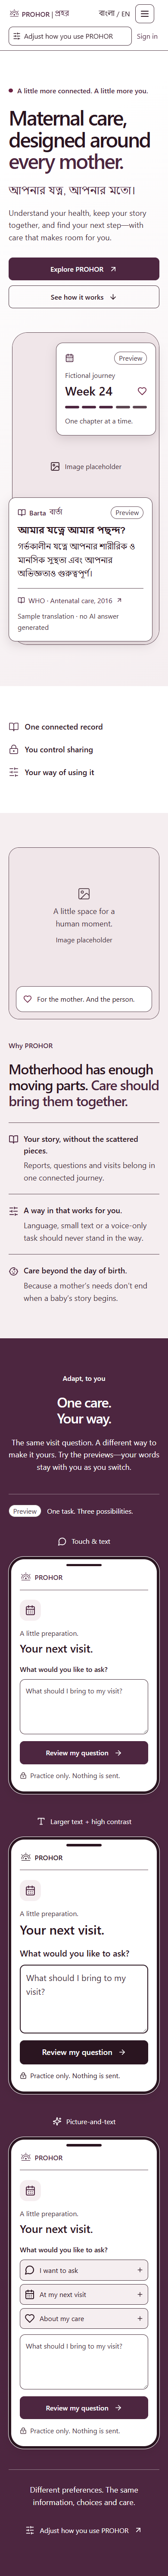 PROHOR | প্রহর
বাংলা / EN
Adjust how you use PROHOR
Sign in
A little more connected. A little more you.
Maternal care,
designed around
every mother.
আপনার যত্ন, আপনার মতো।
Understand your health, keep your story
together, and find your next step—with
care that makes room for you.
Explore PROHOR
See how it works
Preview
Fictional journey
Week 24
One chapter at a time.
Image placeholder
Barta বার্তা
Preview
আমার যত্নে আমার পছন্দ?
গর্ভকালীন যত্নে আপনার শারীরিক ও
মানসিক সুস্থতা এবং আপনার
অভিজ্ঞতাও গুরুত্বপূর্ণ।
WHO · Antenatal care, 2016
Sample translation · no AI answer
generated
One connected record
You control sharing
Your way of using it
A little space for a
human moment.
Image placeholder
For the mother. And the person.
Why PROHOR
Motherhood has enough
moving parts. Care should
bring them together.
Your story, without the scattered
pieces.
Reports, questions and visits belong in
one connected journey.
A way in that works for you.
Language, small text or a voice-only
task should never stand in the way.
Care beyond the day of birth.
Because a mother's needs don't end
when a baby's story begins.
Adapt, to you
One care.
Your way.
The same visit question. A different way to
make it yours. Try the previews—your words
stay with you as you switch.
Preview
One task. Three possibilities.
Touch & text
PROHOR
A little preparation.
Your next visit.
What would you like to ask?
What should I bring to my visit?
Review my question
Practice only. Nothing is sent.
Larger text + high contrast
PROHOR
A little preparation.
Your next visit.
What would you like to ask?
What should I bring to my
visit?
Review my question
Practice only. Nothing is sent.
Picture-and-text
PROHOR
A little preparation.
Your next visit.
What would you like to ask?
I want to ask
At my next visit
About my care
What should I bring to my visit?
Review my question
Practice only. Nothing is sent.
Different preferences. The same
information, choices and care.
Adjust how you use PROHOR